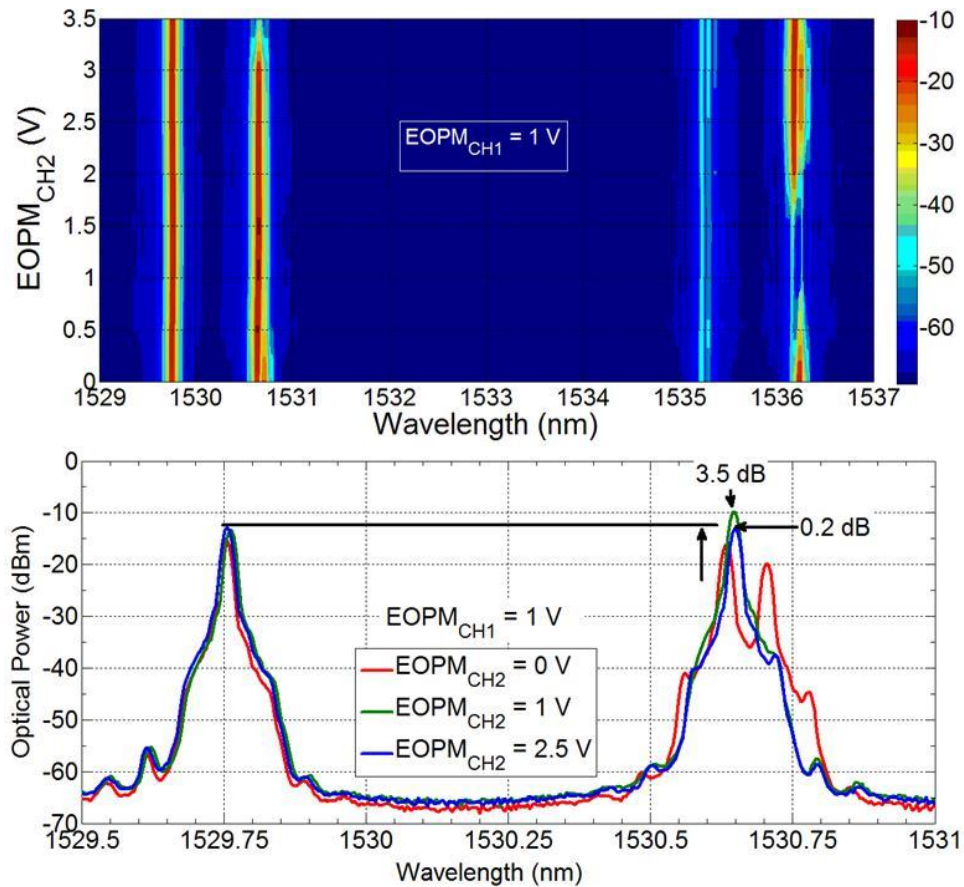 3.5
3
2.5
2
1.5
1
0.5
0
EOPM_CH2 (V)
EOPM_CH1 = 1 V
-10
-20
-30
-40
-50
-60
1529 1530 1531 1532 1533 1534 1535 1536 1537
Wavelength (nm)
0
-10
-20
-30
-40
-50
-60
-70
Optical Power (dBm)
3.5 dB
0.2 dB
EOPM_CH1 = 1 V
EOPM_CH2 = 0 V
EOPM_CH2 = 1 V
EOPM_CH2 = 2.5 V
1529.5 1529.75 1530 1530.25 1530.50 1530.75 1531
Wavelength (nm)